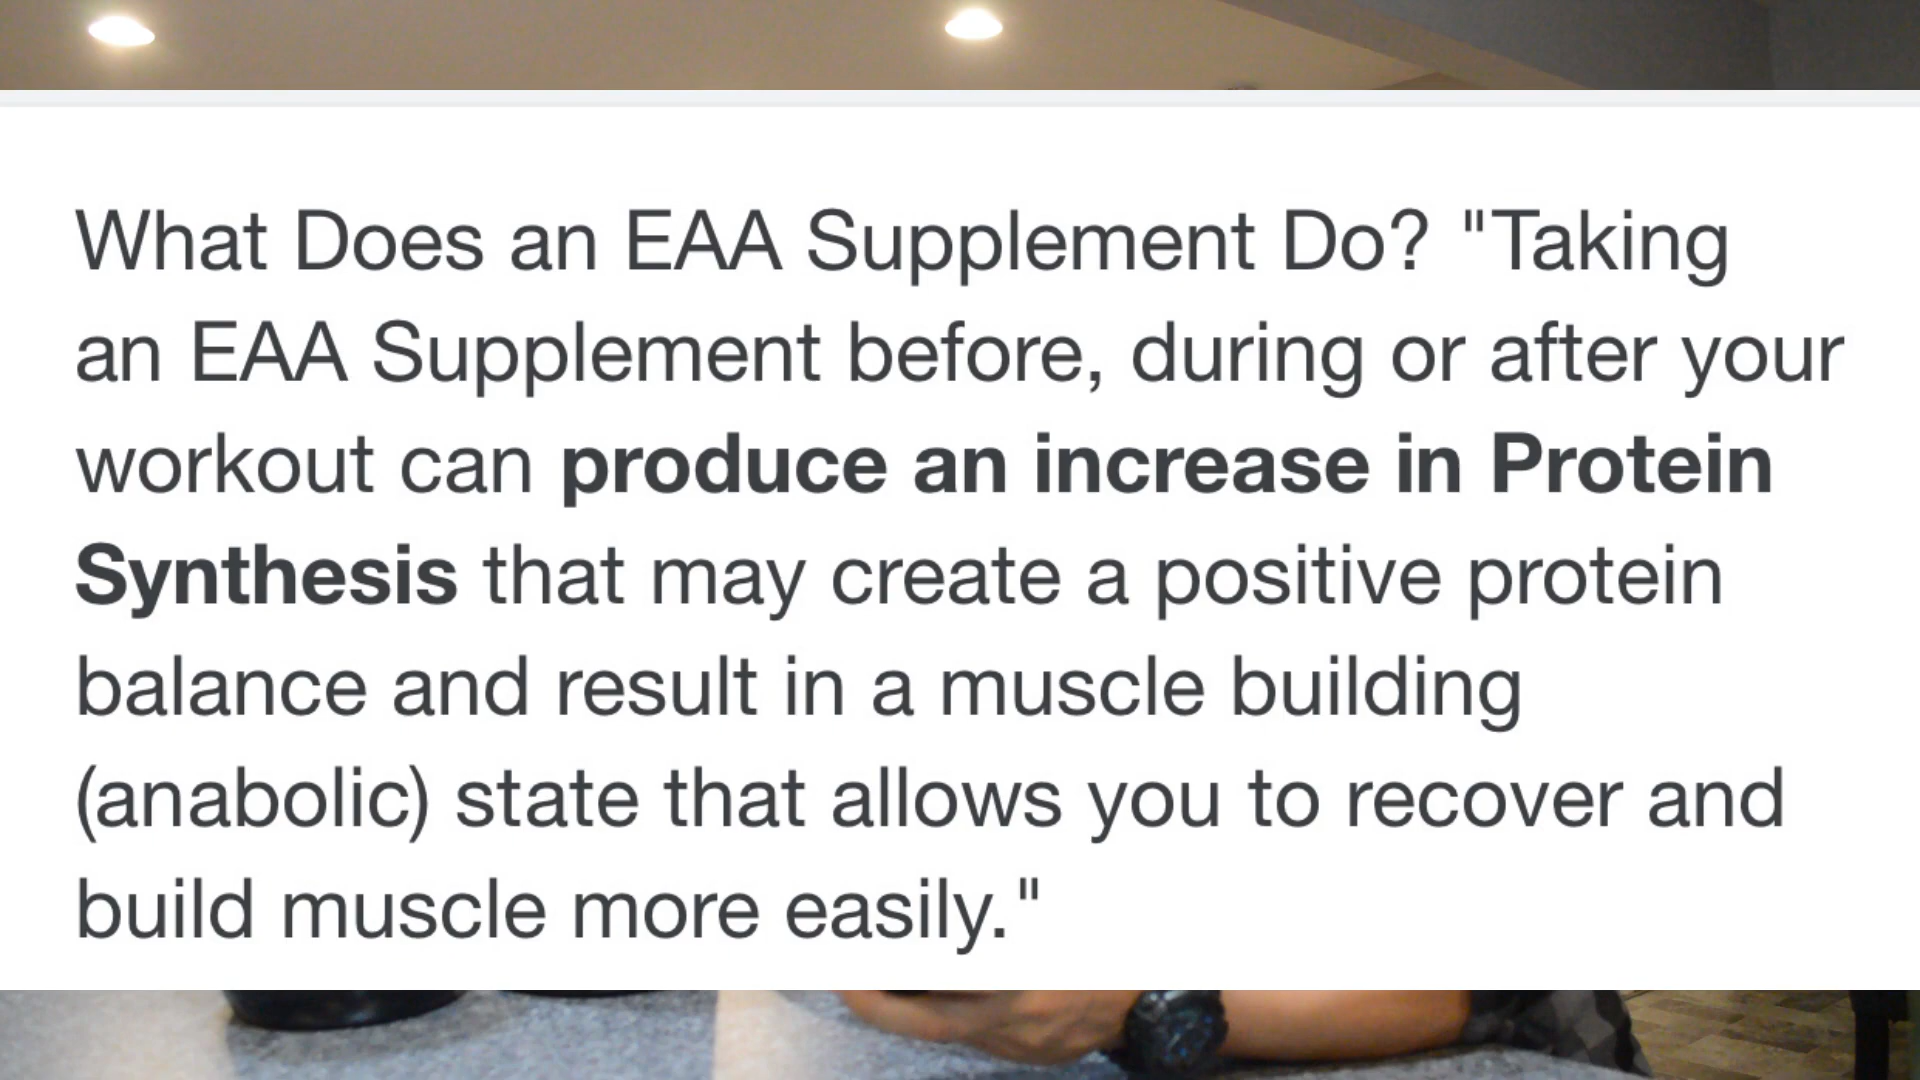 What Does an EAA Supplement Do? "Taking
an EAA Supplement before, during or after your
workout can produce an increase in Protein
Synthesis that may create a positive protein
balance and result in a muscle building
(anabolic) state that allows you to recover and
build muscle more easily."